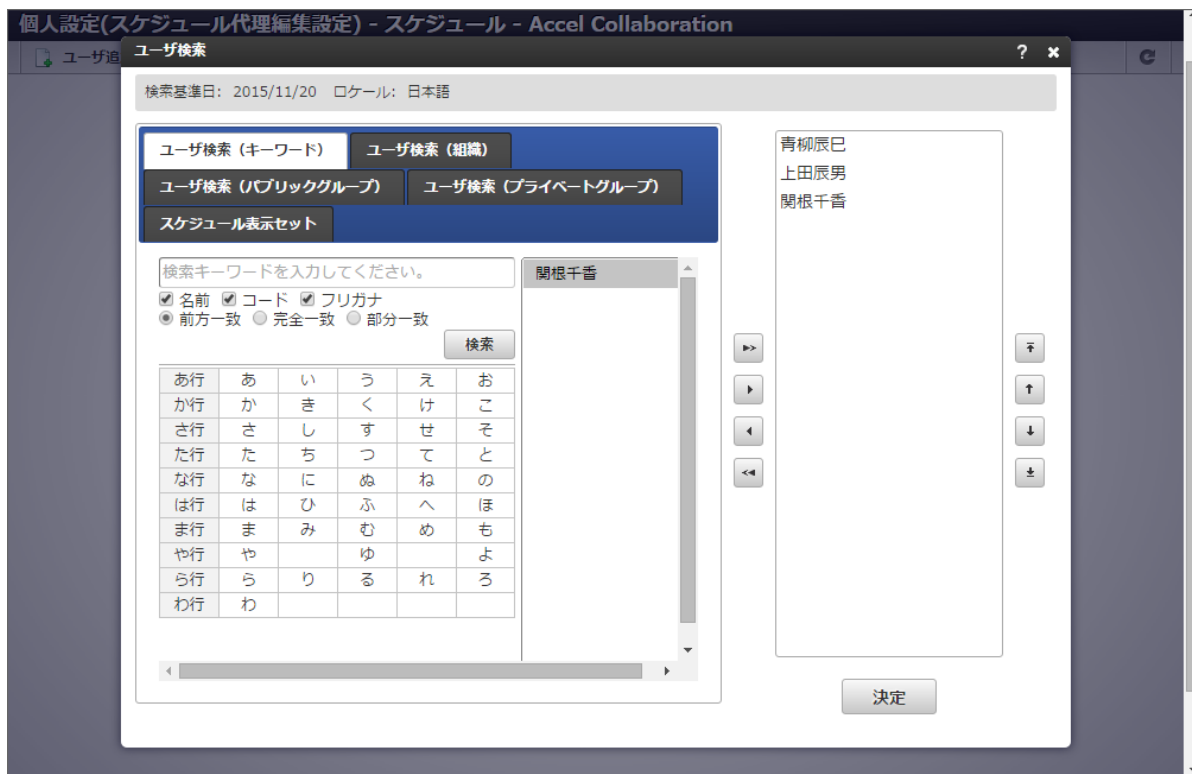 個人設定(スケジュール代理編集設定) - スケジュール - Accel Collaboration
ユーザ追
ユーザ検索
?
検索基準日: 2015/11/20 ロケール: 日本語
ユーザ検索（キーワード） ユーザ検索（組織）
ユーザ検索（パブリックグループ） ユーザ検索（プライベートグループ）
スケジュール表示セット
検索キーワードを入力してください。
名前 コード フリガナ
前方一致 完全一致 部分一致
検索
あ行 あ い う え お
か行 か き く け こ
さ行 さ し す せ そ
た行 た ち つ て と
な行 な に ぬ ね の
は行 は ひ ふ へ ほ
ま行 ま み む め も
や行 や ゆ よ
ら行 ら り る れ ろ
わ行 わ
関根千香
青柳辰巳
上田辰男
関根千香
決定